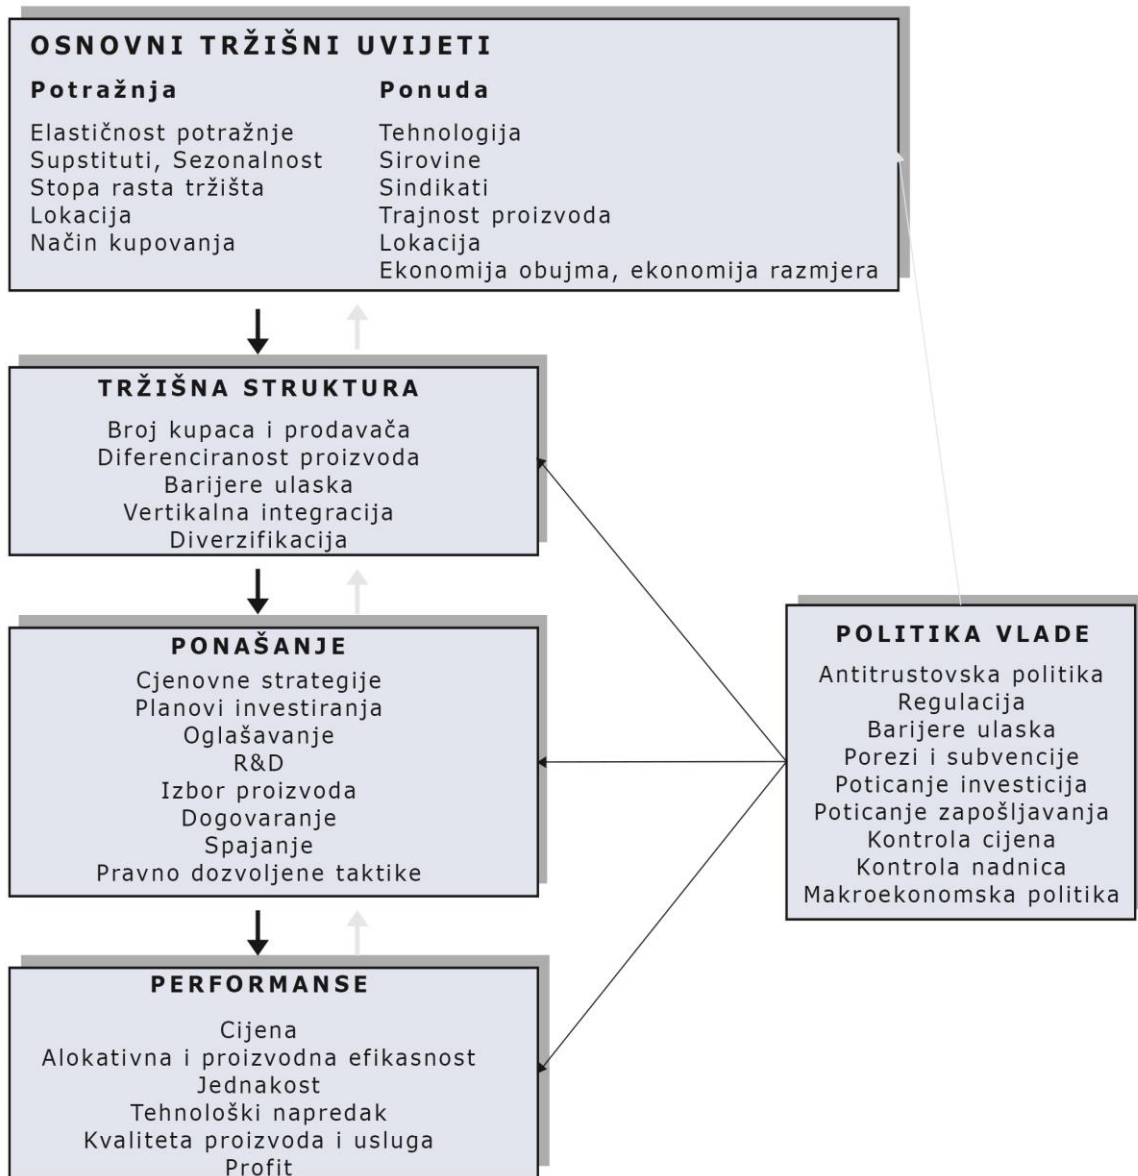 OSNOVNI TRŽIŠNI UVIJETI
Potražnja
Elastičnost potražnje
Supstituti, Sezonalnost
Stopa rasta tržišta
Lokacija
Način kupovanja
Ponuda
Tehnologija
Sirovine
Sindikati
Trajnost proizvoda
Lokacija
Ekonomija obujma, ekonomija razmjera
TRŽIŠNA STRUKTURA
Broj kupaca i prodavača
Diferenciranost proizvoda
Barijere ulaska
Vertikalna integracija
Diverzifikacija
PONAŠANJE
Cjenovne strategije
Planovi investiranja
Oglašavanje
R&D
Izbor proizvoda
Dogovaranje
Spajanje
Pravno dozvoljene taktike
PERFORMANSE
Cijena
Alokativna i proizvodna efikasnost
Jednakost
Tehnološki napredak
Kvaliteta proizvoda i usluga
Profit
POLITIKA VLADE
Antitrustovska politika
Regulacija
Barijere ulaska
Porezi i subvencije
Poticanje investicija
Poticanje zapošljavanja
Kontrola cijena
Kontrola nadnica
Makroekonomska politika